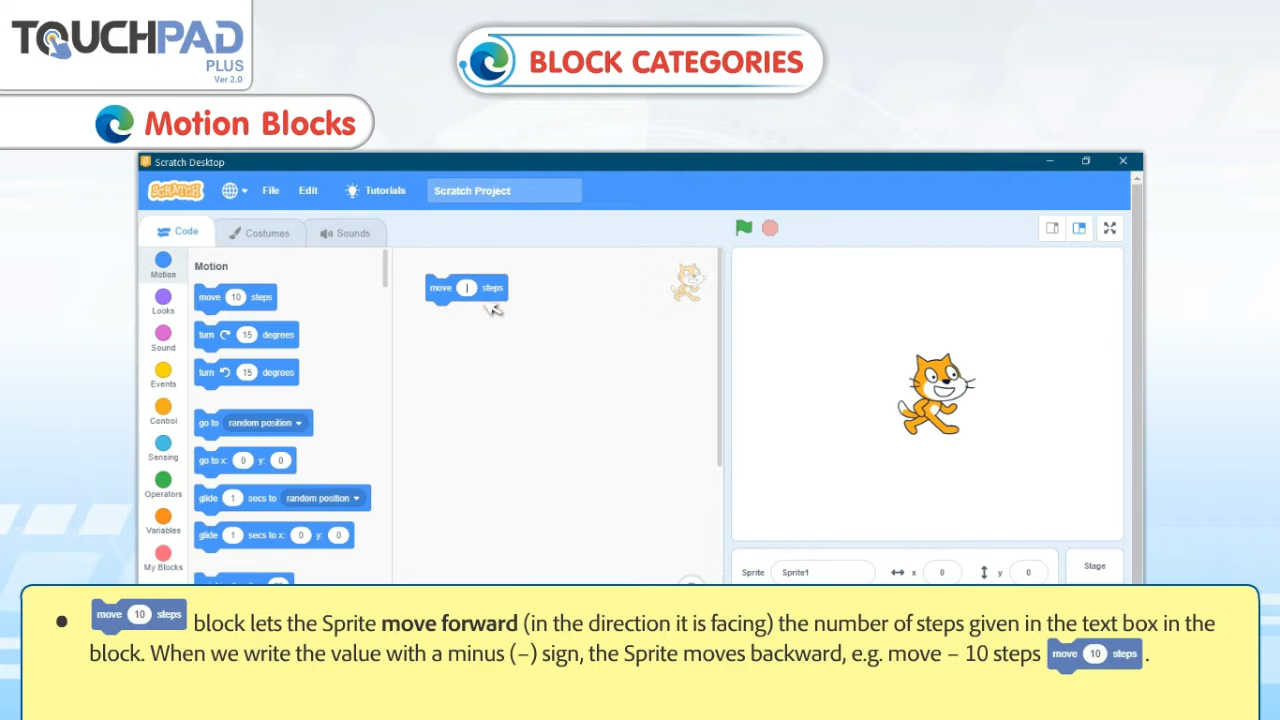 TOUCHPAD
PLUS
Ver 2.0
BLOCK CATEGORIES
Motion Blocks
Scratch Desktop
SCRATCH
File
Edit
Tutorials
Scratch Project
Code
Costumes
Sounds
Motion
Looks
Sound
Events
Control
Sensing
Operators
Variables
My Blocks
Motion
move 10 steps
turn 15 degrees
turn 15 degrees
go to random position
go to x: 0 y: 0
glide 1 secs to random position
glide 1 secs to x: 0 y: 0
move steps
Sprite Sprite1 x 0 y 0
Stage
• move 10 steps block lets the Sprite move forward (in the direction it is facing) the number of steps given in the text box in the
block. When we write the value with a minus (–) sign, the Sprite moves backward, e.g. move – 10 steps move 10 steps .